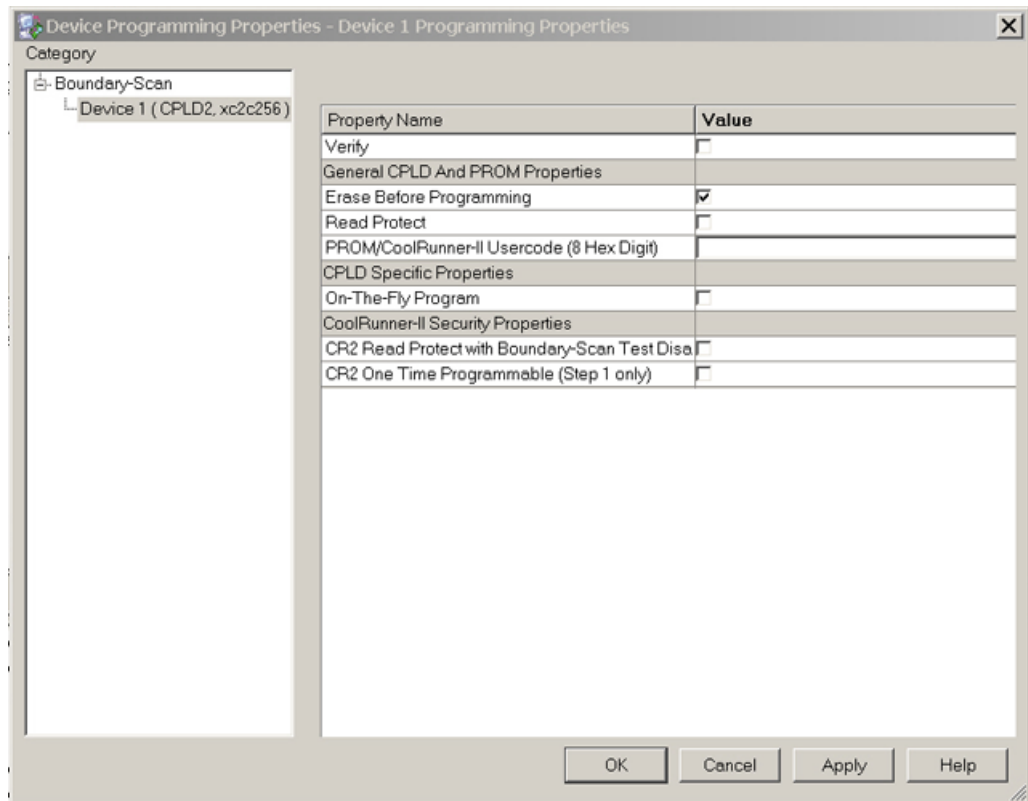 Device Programming Properties - Device 1 Programming Properties
Category
Boundary-Scan
Device 1 ( CPLD2, xc2c256 )
Property Name Value
Verify
General CPLD And PROM Properties
Erase Before Programming
Read Protect
PROM/CoolRunner-II Usercode (8 Hex Digit)
CPLD Specific Properties
On-The-Fly Program
CoolRunner-II Security Properties
CR2 Read Protect with Boundary-Scan Test Disa
CR2 One Time Programmable (Step 1 only)
OK Cancel Apply Help